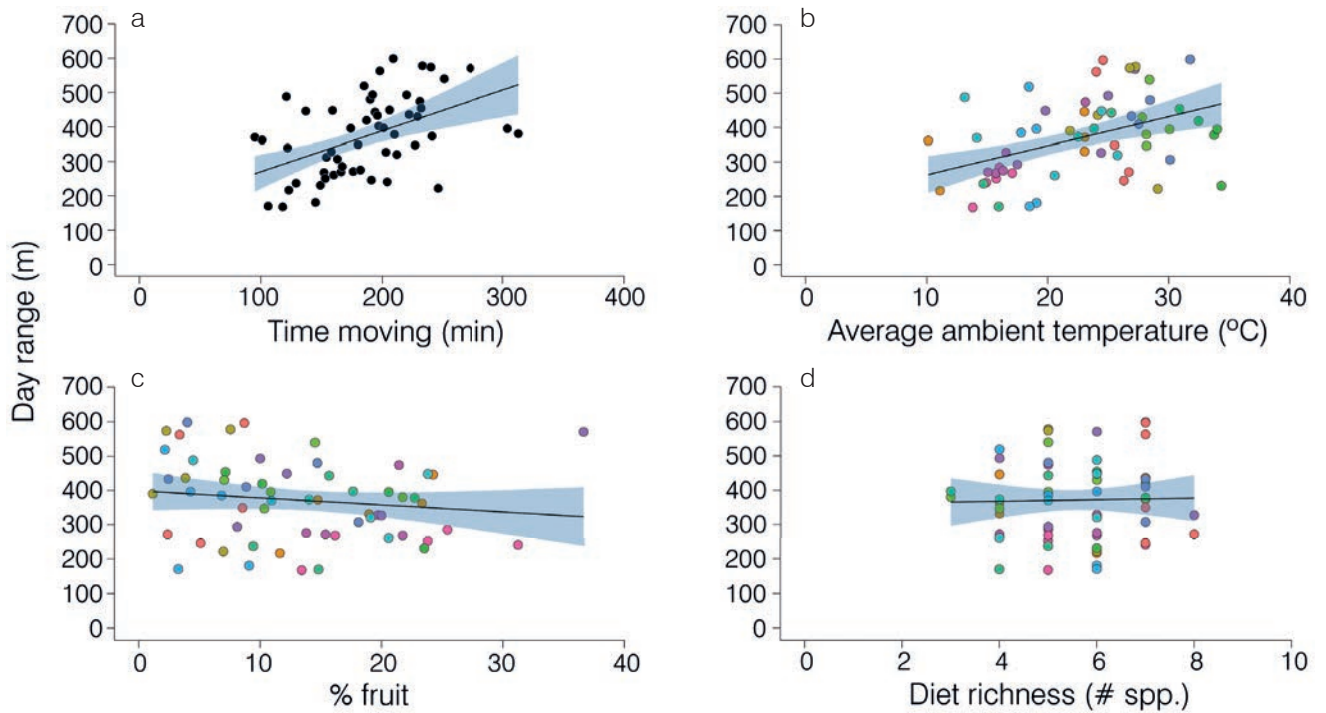 Day range (m)
a
700
600
500
400
300
200
100
0
0 100 200 300 400
Time moving (min)
b
700
600
500
400
300
200
100
0
0 10 20 30 40
Average ambient temperature (ºC)
c
700
600
500
400
300
200
100
0
0 10 20 30 40
% fruit
d
700
600
500
400
300
200
100
0
0 2 4 6 8 10
Diet richness (# spp.)